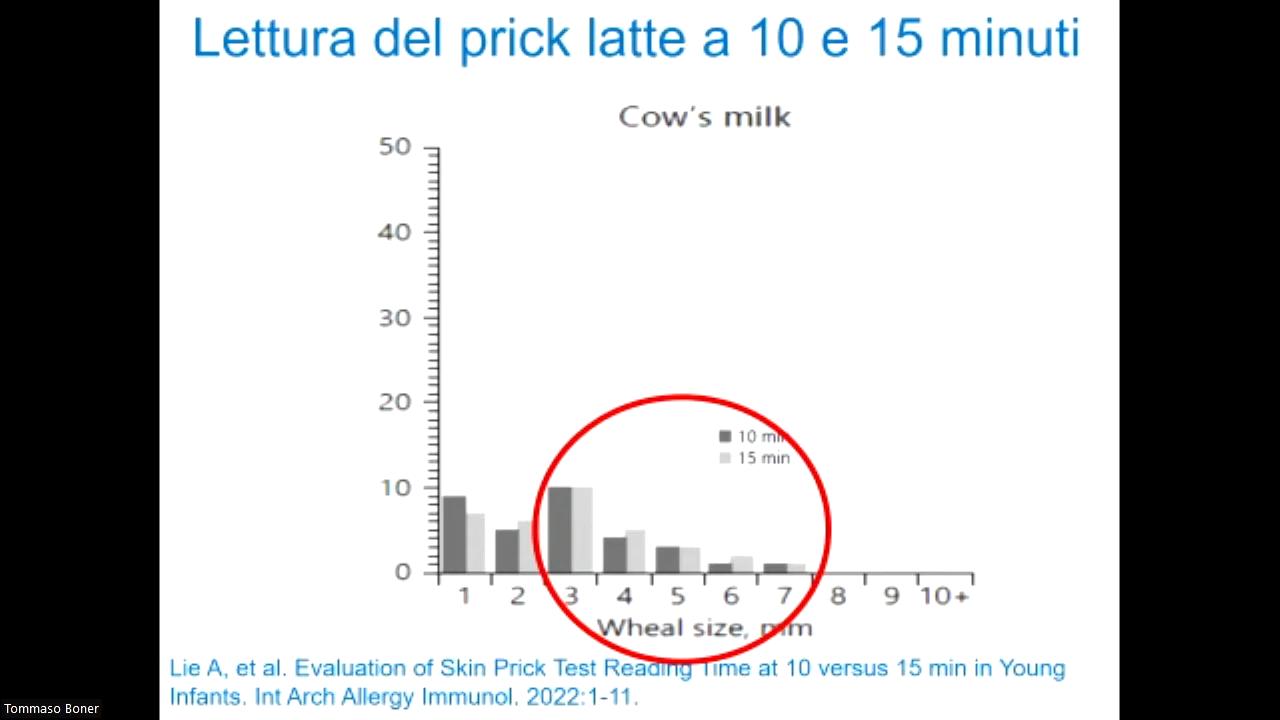 Lettura del prick latte a 10 e 15 minuti
Cow's milk
50
40
30
20
10
0
10 min
15 min
1 2 3 4 5 6 7 8 9 10+
Wheal size, mm
Lie A, et al. Evaluation of Skin Prick Test Reading Time at 10 versus 15 min in Young
Infants. Int Arch Allergy Immunol. 2022:1-11.
Tommaso Boner